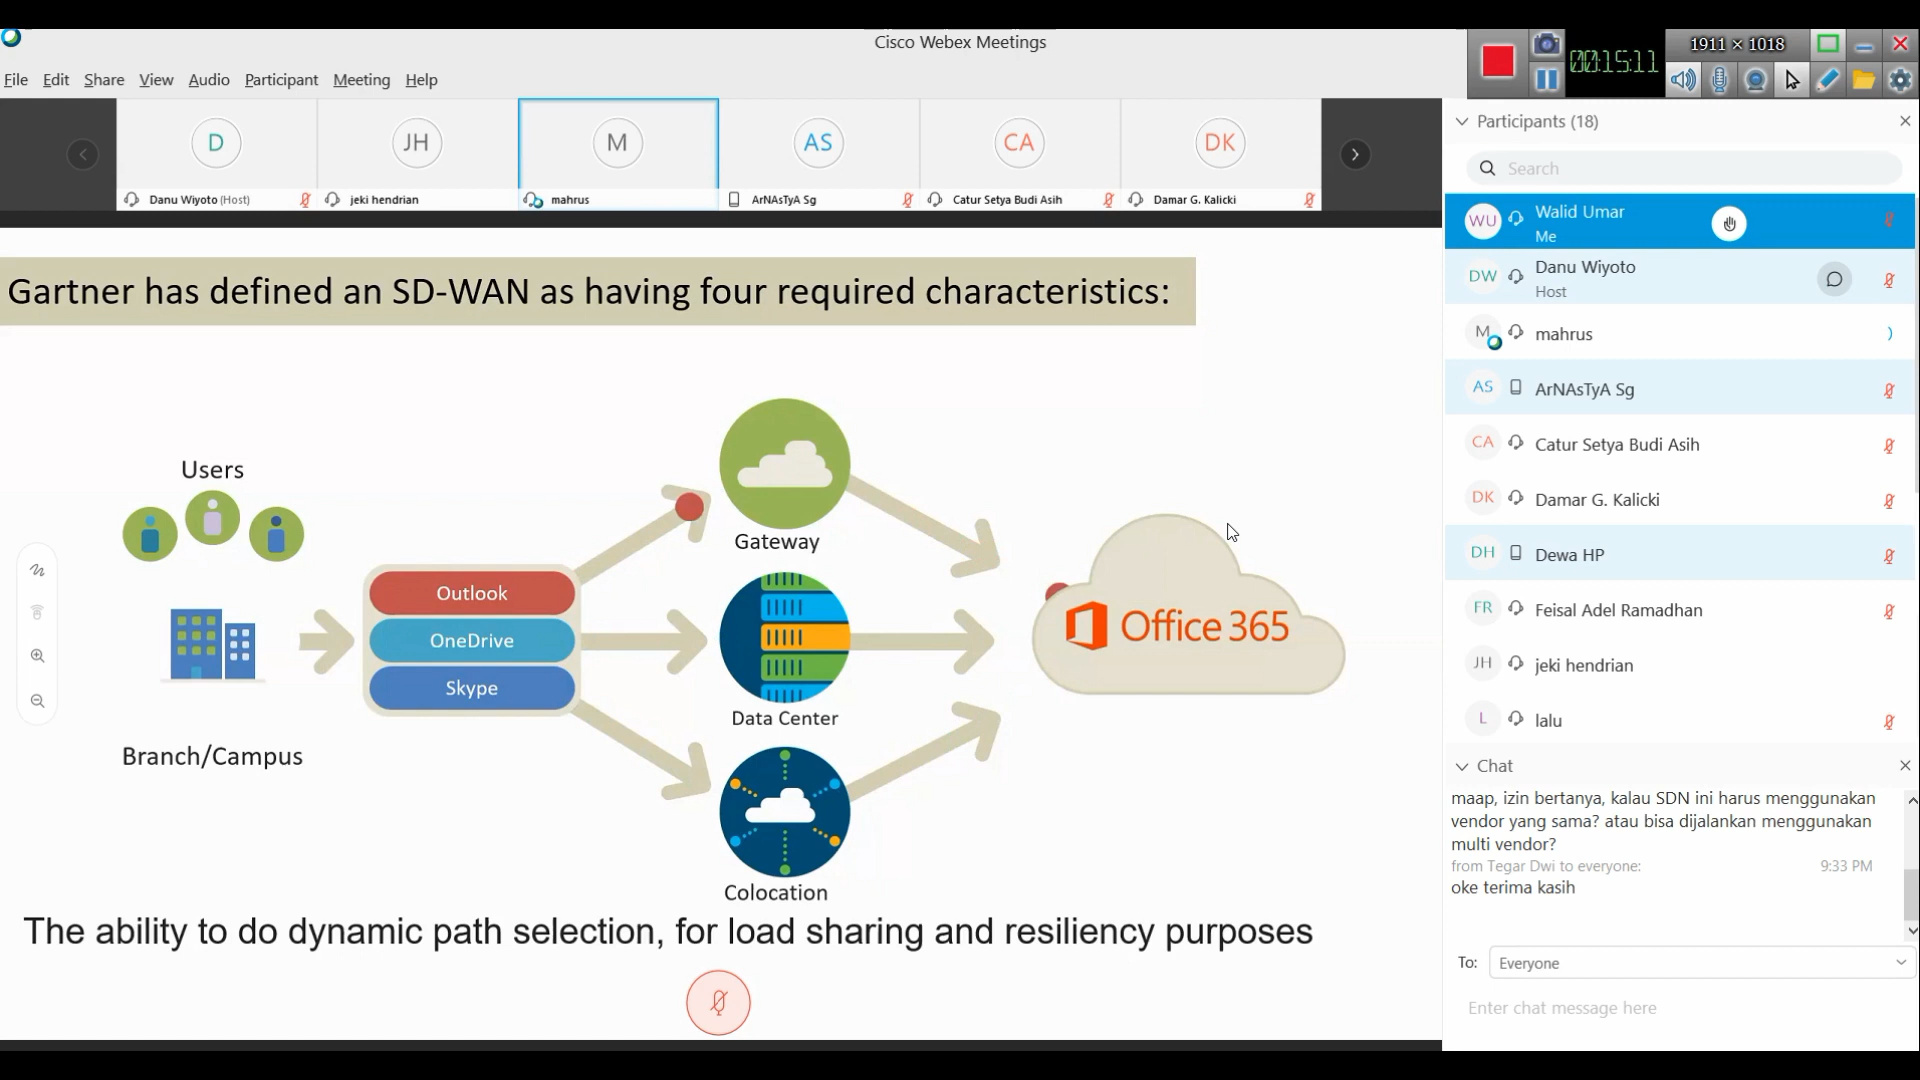 Cisco Webex Meetings
1911 × 1018
00:15:11
File Edit Share View Audio Participant Meeting Help
D
JH
M
AS
CA
DK
Danu Wiyoto (Host)
jeki hendrian
mahrus
ArNAsTyA Sg
Catur Setya Budi Asih
Damar G. Kalicki
Participants (18)
Search
WU Walid Umar
Me
DW Danu Wiyoto
Host
M mahrus
AS ArNAsTyA Sg
CA Catur Setya Budi Asih
DK Damar G. Kalicki
DH Dewa HP
FR Feisal Adel Ramadhan
JH jeki hendrian
L lalu
Gartner has defined an SD-WAN as having four required characteristics:
Users
Branch/Campus
Outlook
OneDrive
Skype
Gateway
Data Center
Colocation
Office 365
The ability to do dynamic path selection, for load sharing and resiliency purposes
Chat
maap, izin bertanya, kalau SDN ini harus menggunakan
vendor yang sama? atau bisa dijalankan menggunakan
multi vendor?
from Tegar Dwi to everyone: 9:33 PM
oke terima kasih
To: Everyone
Enter chat message here